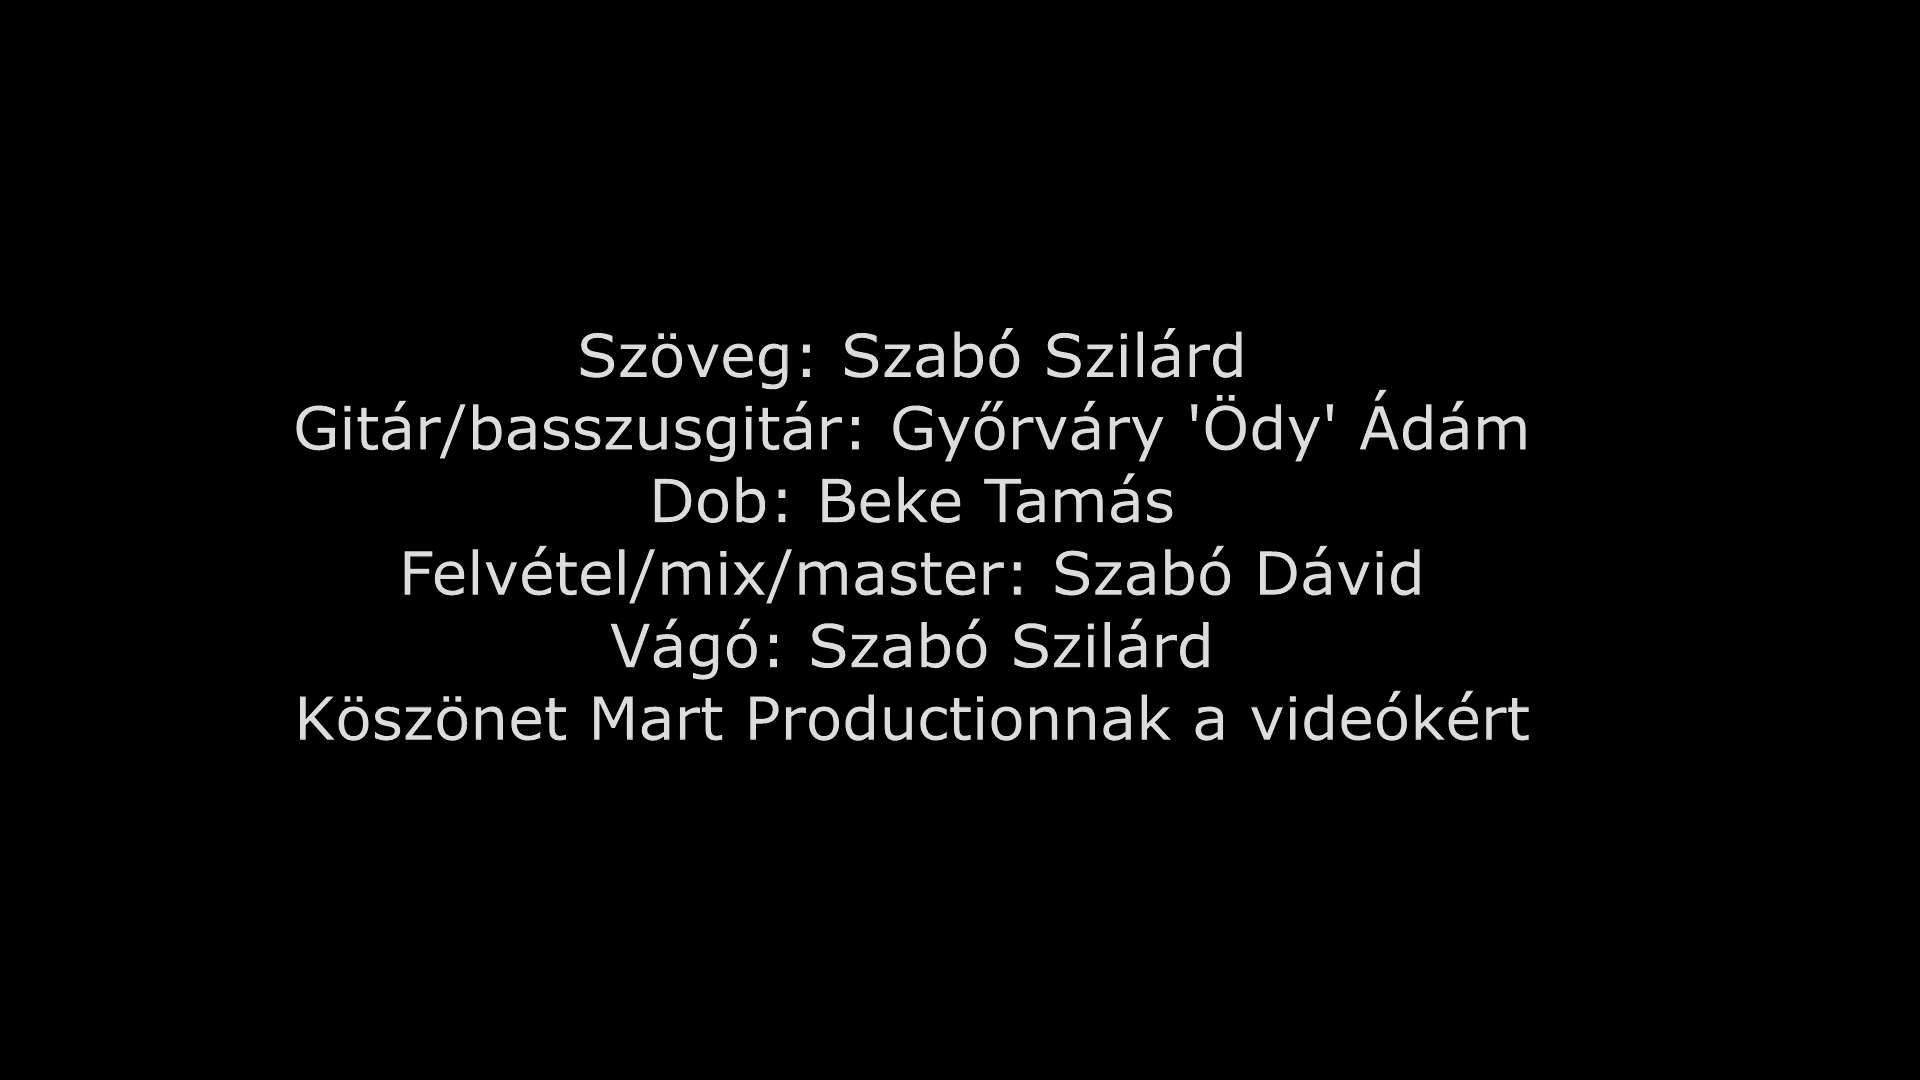 Szöveg: Szabó Szilárd
Gitár/basszusgitár: Győrváry 'Ödy' Ádám
Dob: Beke Tamás
Felvétel/mix/master: Szabó Dávid
Vágó: Szabó Szilárd
Köszönet Mart Productionnak a videókért